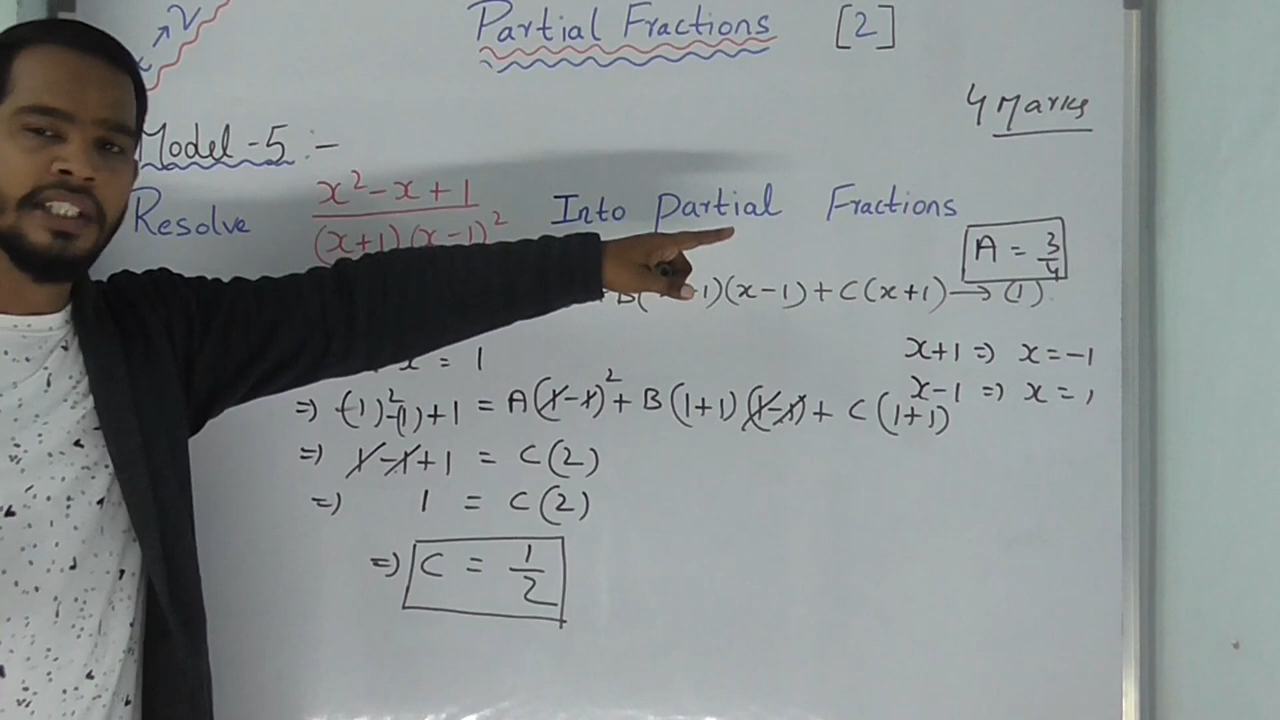 Partial Fractions [2]
4 Marks
Model-5:-
Resolve x²-x+1 / (x+1)(x-1)² Into Partial Fractions
A = 3/4
(x-1)+C(x+1)→(1)
x = 1
x+1 ⇒ x=-1
x-1 ⇒ x=1
⇒ (1)²-(1)+1 = A(1-1)²+B(1+1)(1-1)+C(1+1)
⇒ 1-1+1 = C(2)
⇒ 1 = C(2)
⇒ C = 1/2